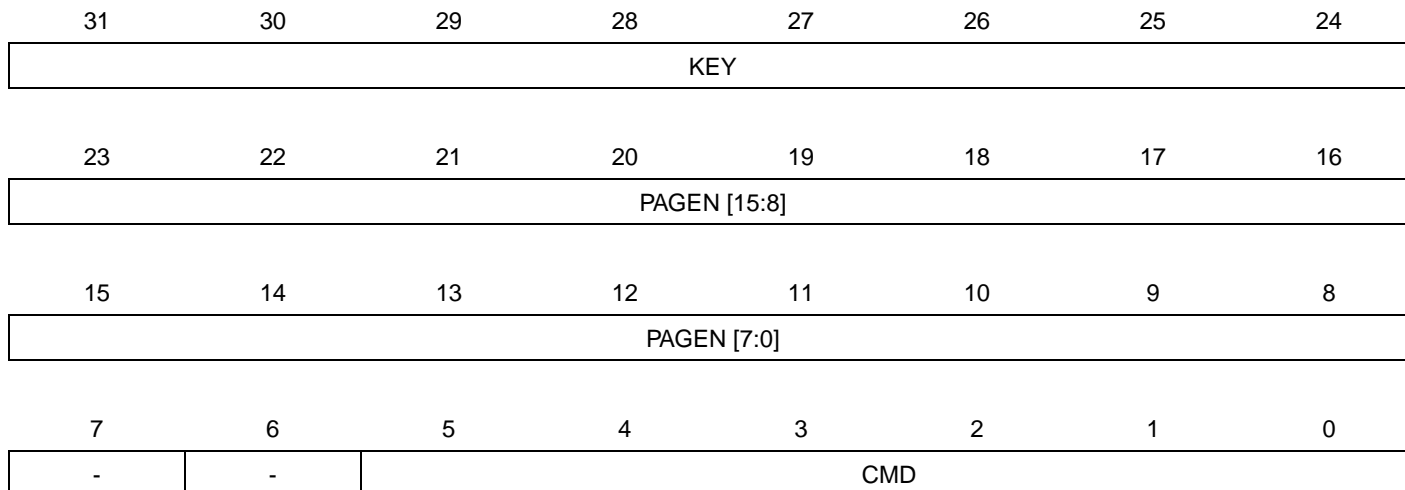 31 30 29 28 27 26 25 24
KEY
23 22 21 20 19 18 17 16
PAGEN [15:8]
15 14 13 12 11 10 9 8
PAGEN [7:0]
7 6 5 4 3 2 1 0
- - CMD